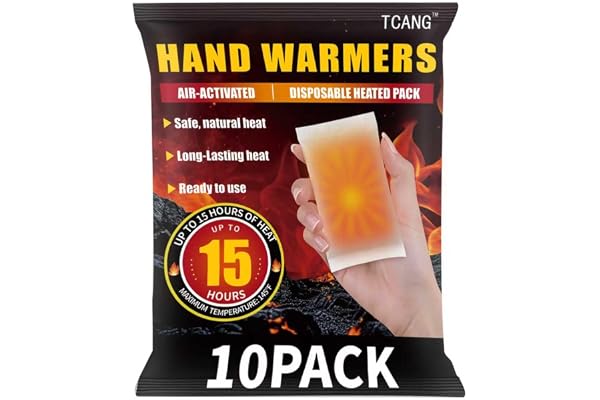 TCANG™
HAND WARMERS
AIR-ACTIVATED | DISPOSABLE HEATED PACK
Safe, natural heat
Long-Lasting heat
Ready to use
UP TO 15 HOURS OF HEAT
UP TO
15
HOURS
MAXIMUM TEMPERATURE: 145°F
10PACK